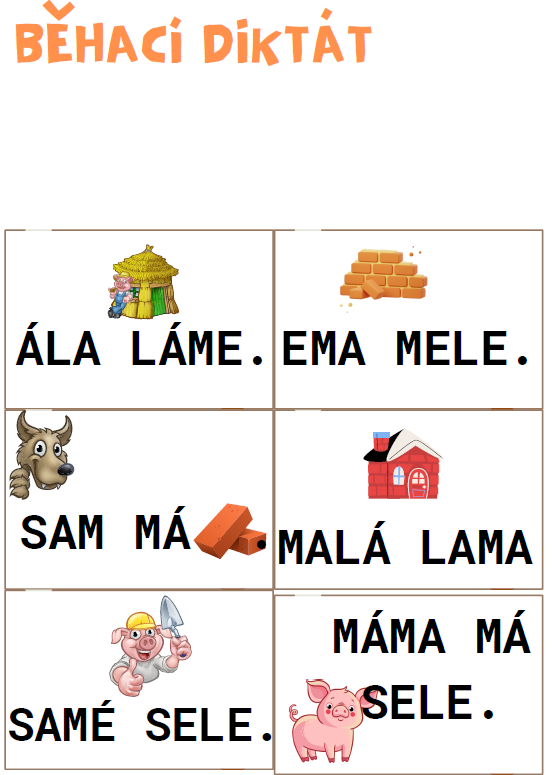 BĚHACÍ DIKTÁT
ÁLA LÁME.
EMA MELE.
SAM MÁ .
MALÁ LAMA
SAMÉ SELE.
MÁMA MÁ
SELE.